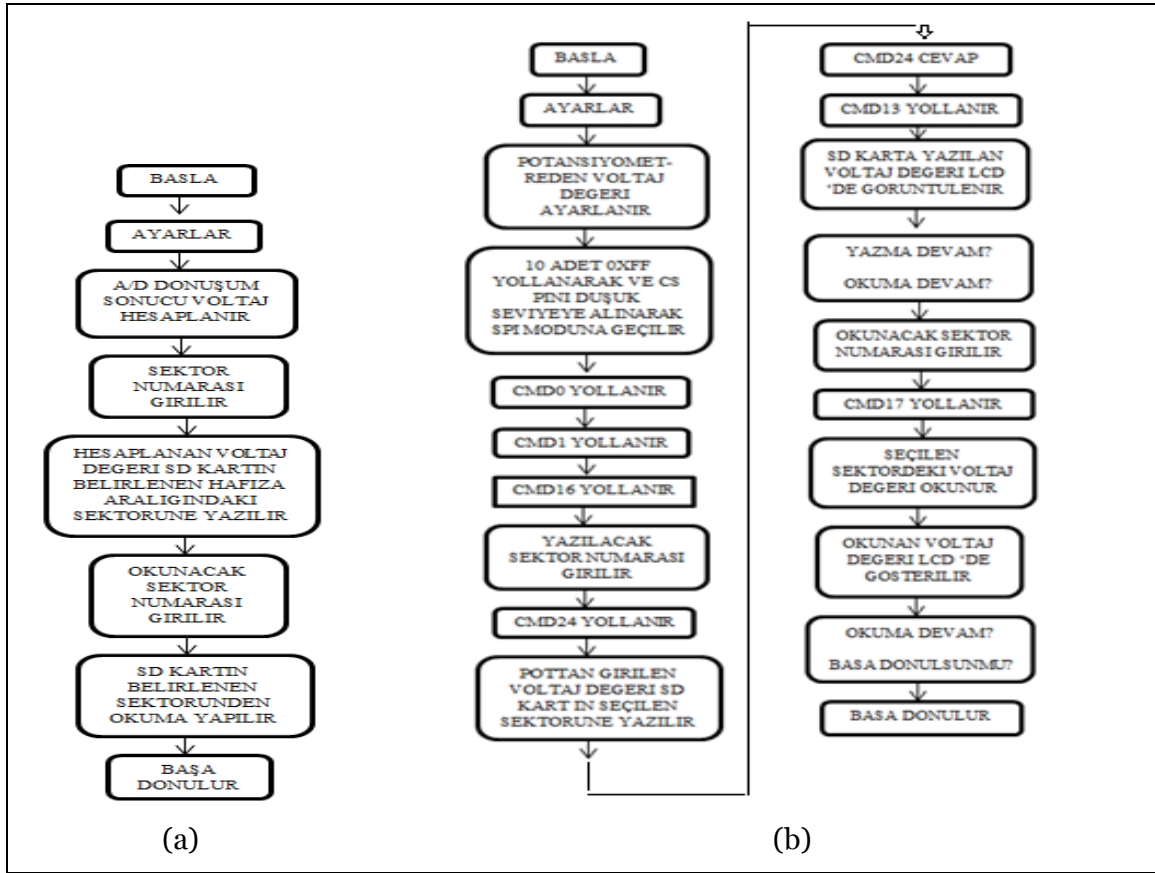 BASLA
AYARLAR
A/D DONUŞUM
SONUCU VOLTAJ
HESAPLANIR
SEKTOR
NUMARASI
GIRILIR
HESAPLANAN VOLTAJ
DEGERI SD KARTIN
BELIRLENEN HAFIZA
ARALIGINDAKI
SEKTORUNE YAZILIR
OKUNACAK
SEKTOR
NUMARASI
GIRILIR
SD KARTIN
BELIRLENEN
SEKTORUNDEN
OKUMA YAPILIR
BAŞA
DONULUR
(a)
BASLA
AYARLAR
POTANSIYOMET-
REDEN VOLTAJ
DEGERI
AYARLANIR
10 ADET 0XFF
YOLLANARAK VE CS
PINI DUŞUK
SEVIYEYE ALINARAK
SPI MODUNA GEÇILIR
CMD0 YOLLANIR
CMD1 YOLLANIR
CMD16 YOLLANIR
YAZILACAK
SEKTOR NUMARASI
GIRILIR
CMD24 YOLLANIR
POTTAN GIRILEN
VOLTAJ DEGERI SD
KART IN SEÇILEN
SEKTORUNE YAZILIR
CMD24 CEVAP
CMD13 YOLLANIR
SD KARTA YAZILAN
VOLTAJ DEGERI LCD
'DE GORUNTULENIR
YAZMA DEVAM?
OKUMA DEVAM?
OKUNACAK SEKTOR
NUMARASI GIRILIR
CMD17 YOLLANIR
SEÇILEN
SEKTORDEKI VOLTAJ
DEGERI OKUNUR
OKUNAN VOLTAJ
DEGERI LCD 'DE
GOSTERILIR
OKUMA DEVAM?
BASA DONULSUNMU?
BASA DONULUR
(b)